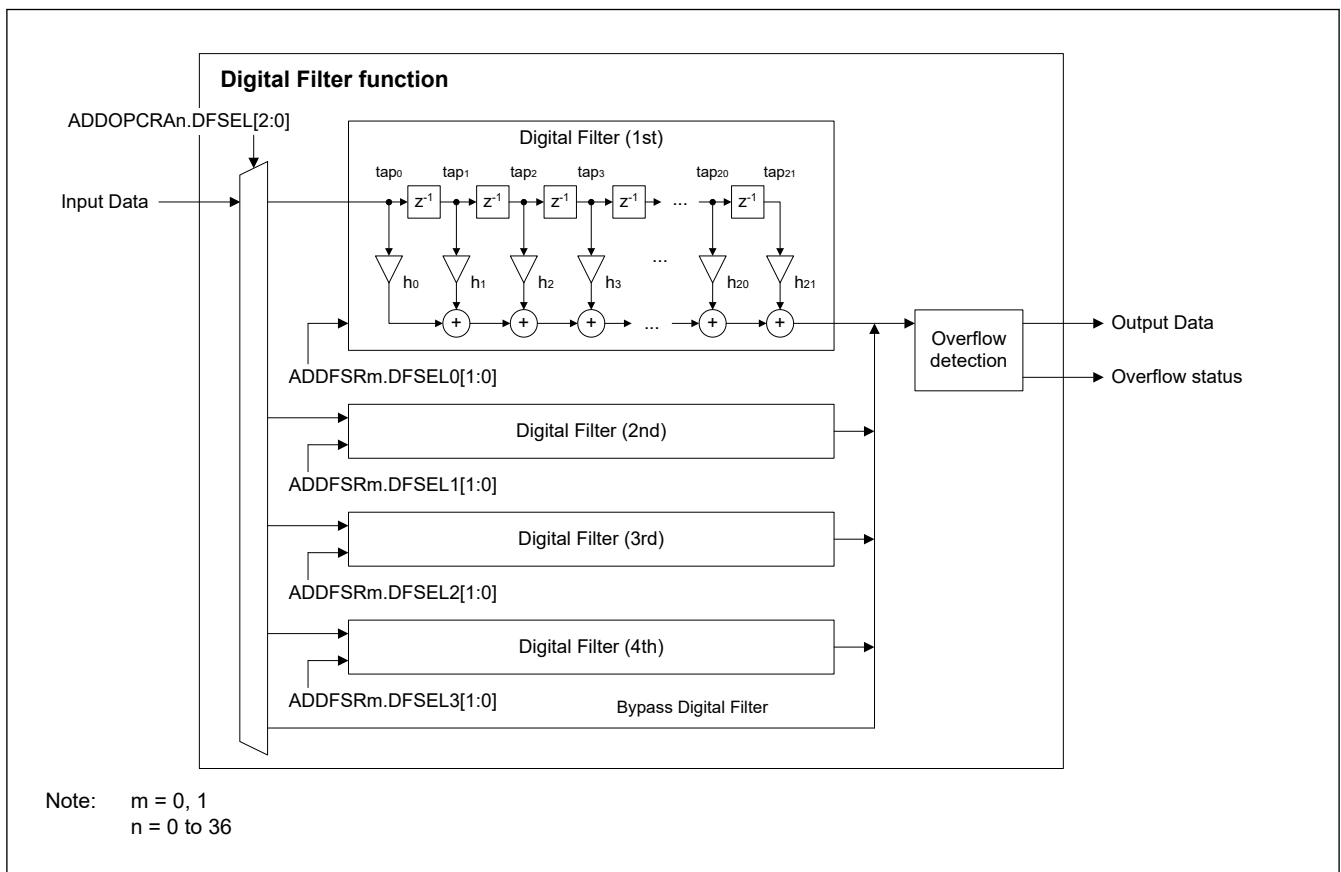 Digital Filter function
ADDOPCRAn.DFSEL[2:0]
Input Data
Digital Filter (1st)
tap0 tap1 tap2 tap3 tap20 tap21
z-1 z-1 z-1 z-1 ... z-1
...
h0 h1 h2 h3 h20 h21
+ + + ... + +
ADDFSRm.DFSEL0[1:0]
Overflow
detection
Output Data
Overflow status
Digital Filter (2nd)
ADDFSRm.DFSEL1[1:0]
Digital Filter (3rd)
ADDFSRm.DFSEL2[1:0]
Digital Filter (4th)
ADDFSRm.DFSEL3[1:0]
Bypass Digital Filter
Note: m = 0, 1
n = 0 to 36